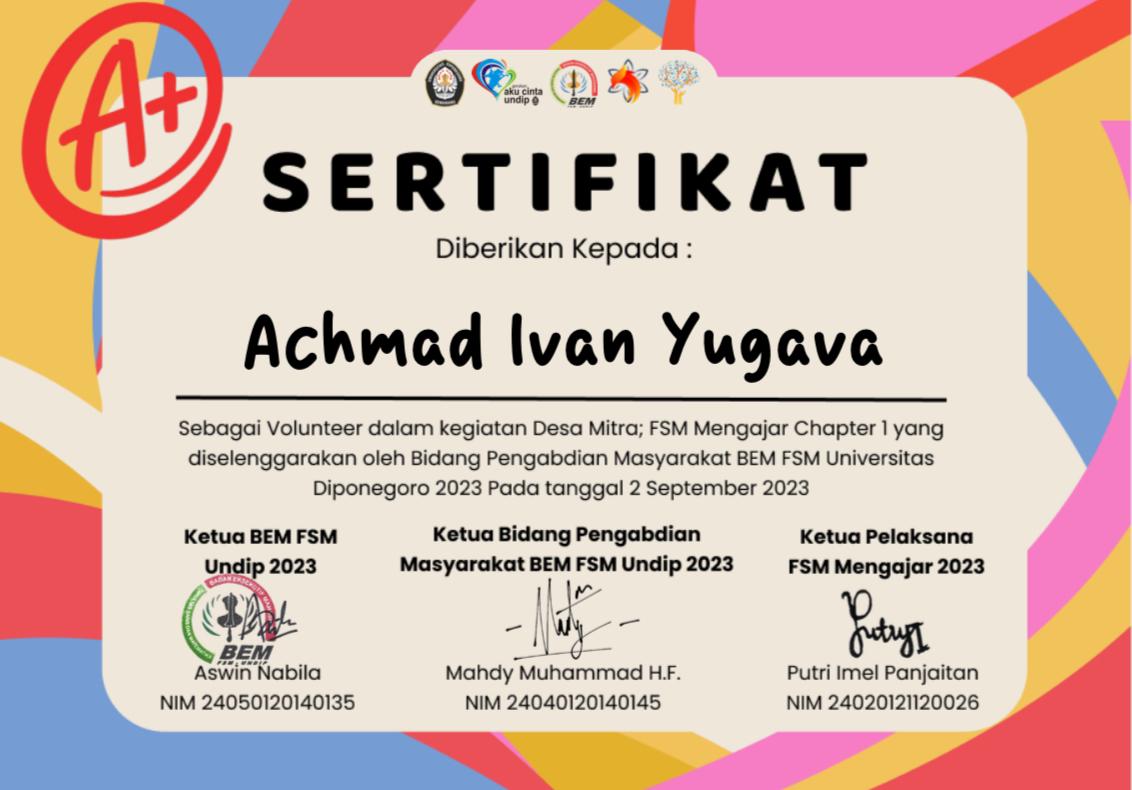 A+
aku cinta
undip
BEM
SERTIFIKAT
Diberikan Kepada :
Achmad Ivan Yugava
Sebagai Volunteer dalam kegiatan Desa Mitra; FSM Mengajar Chapter 1 yang
diselenggarakan oleh Bidang Pengabdian Masyarakat BEM FSM Universitas
Diponegoro 2023 Pada tanggal 2 September 2023
Ketua BEM FSM
Undip 2023
Ketua Bidang Pengabdian
Masyarakat BEM FSM Undip 2023
Ketua Pelaksana
FSM Mengajar 2023
BEM
FSM UNDIP
Putry
Aswin Nabila
NIM 24050120140135
Mahdy Muhammad H.F.
NIM 24040120140145
Putri Imel Panjaitan
NIM 24020121120026